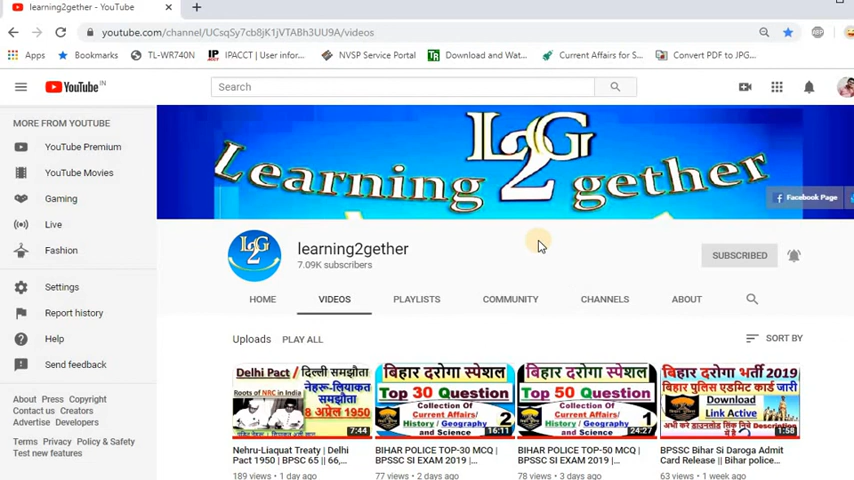 learning2gether - YouTube
youtube.com/channel/UCsqSy7cb8jK1jVTABh3UU9A/videos
Apps Bookmarks TL-WR740N IPACCT | User infor... NVSP Service Portal Download and Wat... Current Affairs for S... Convert PDF to JPG...
YouTube IN
Search
MORE FROM YOUTUBE
YouTube Premium
YouTube Movies
Gaming
Live
Fashion
Settings
Report history
Help
Send feedback
About Press Copyright
Contact us Creators
Advertise Developers
Terms Privacy Policy & Safety
Test new features
L2G
Learning 2 gether
Facebook Page
L2G
learning2gether
7.09K subscribers
SUBSCRIBED
HOME VIDEOS PLAYLISTS COMMUNITY CHANNELS ABOUT
Uploads PLAY ALL
SORT BY
Delhi Pact / दिल्ली समझौता
Roots of NRC in India
नेहरू-लियाकत
समझौता
8 अप्रेल 1950
7:44
Nehru-Liaquat Treaty | Delhi
Pact 1950 | BPSC 65 || 66,...
189 views • 1 day ago
बिहार दरोगा स्पेशल
Top 30 Question
Collection Of
Current Affairs/
History / Geography
and Science
2
16:11
BIHAR POLICE TOP-30 MCQ |
BPSSC SI EXAM 2019 |...
77 views • 2 days ago
बिहार दरोगा स्पेशल
Top 50 Question
Collection Of
Current Affairs/
History / Geography
and Science
1
24:27
BIHAR POLICE TOP-50 MCQ |
BPSSC SI EXAM 2019 |...
78 views • 3 days ago
बिहार दरोगा भर्ती 2019
बिहार पुलिस एडमिट कार्ड जारी
Download
Link Active
1:58
BPSSC Bihar Si Daroga Admit
Card Release || Bihar police...
63 views • 1 week ago